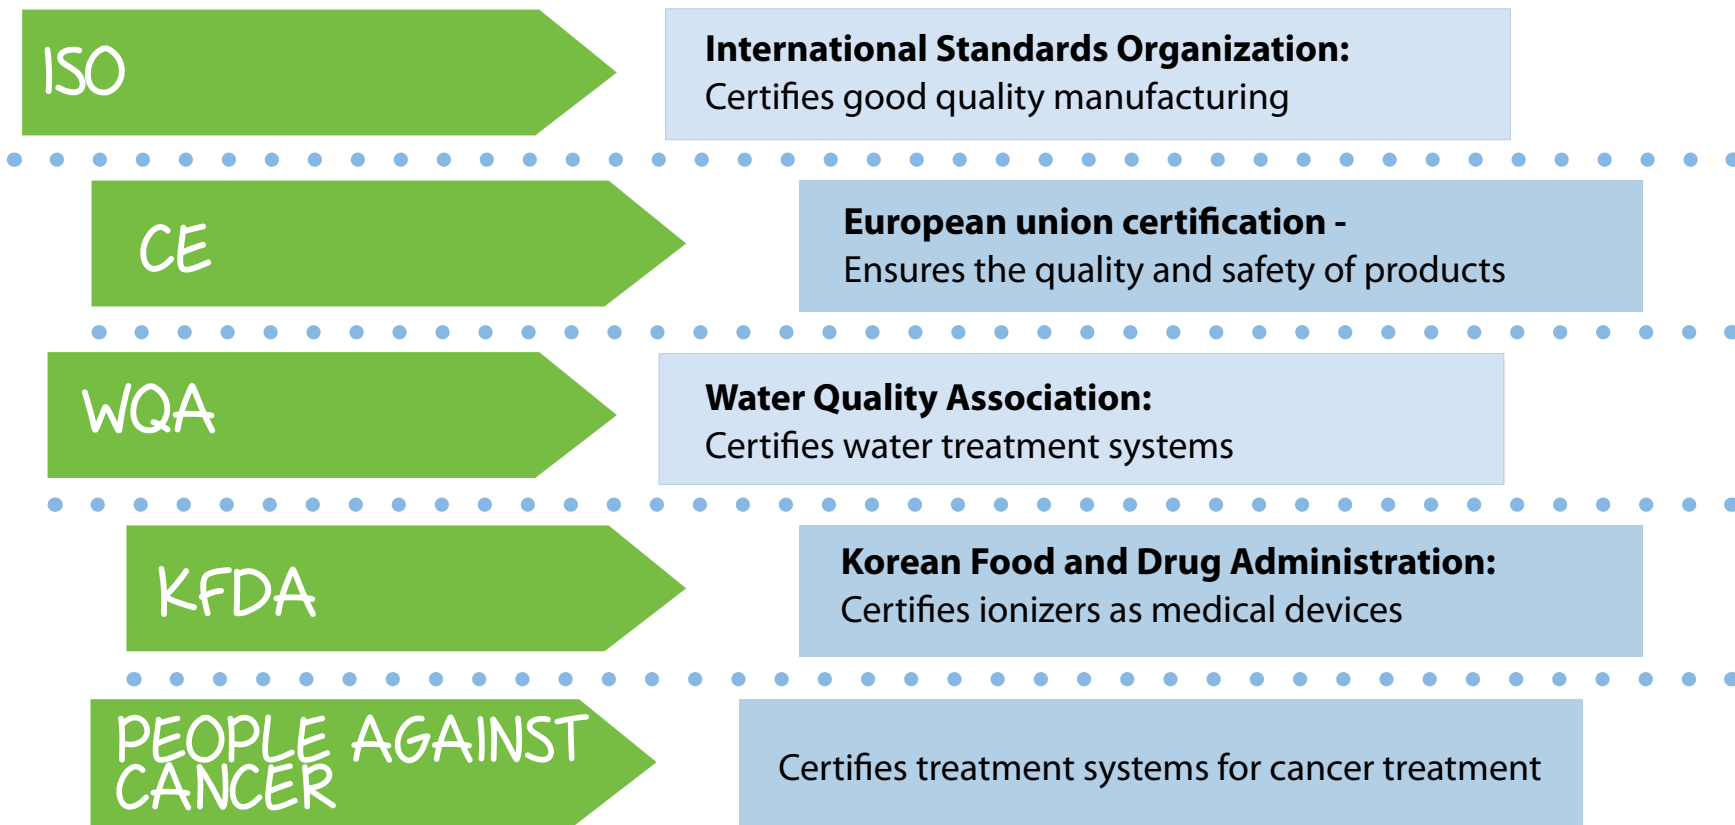 ISO
International Standards Organization:
Certifies good quality manufacturing
CE
European union certification -
Ensures the quality and safety of products
WQA
Water Quality Association:
Certifies water treatment systems
KFDA
Korean Food and Drug Administration:
Certifies ionizers as medical devices
PEOPLE AGAINST
CANCER
Certifies treatment systems for cancer treatment